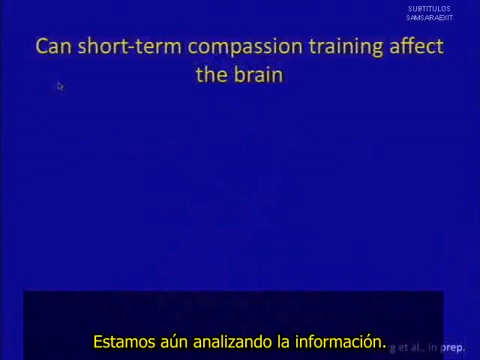 SUBTITULOS
SAMSARAEXIT
Can short-term compassion training affect
the brain
et al., in prep.
Estamos aún analizando la información.